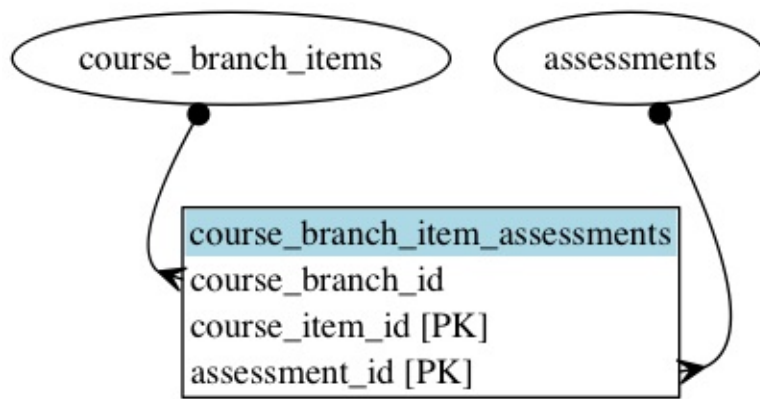 course_branch_items
assessments
course_branch_item_assessments
course_branch_id
course_item_id [PK]
assessment_id [PK]